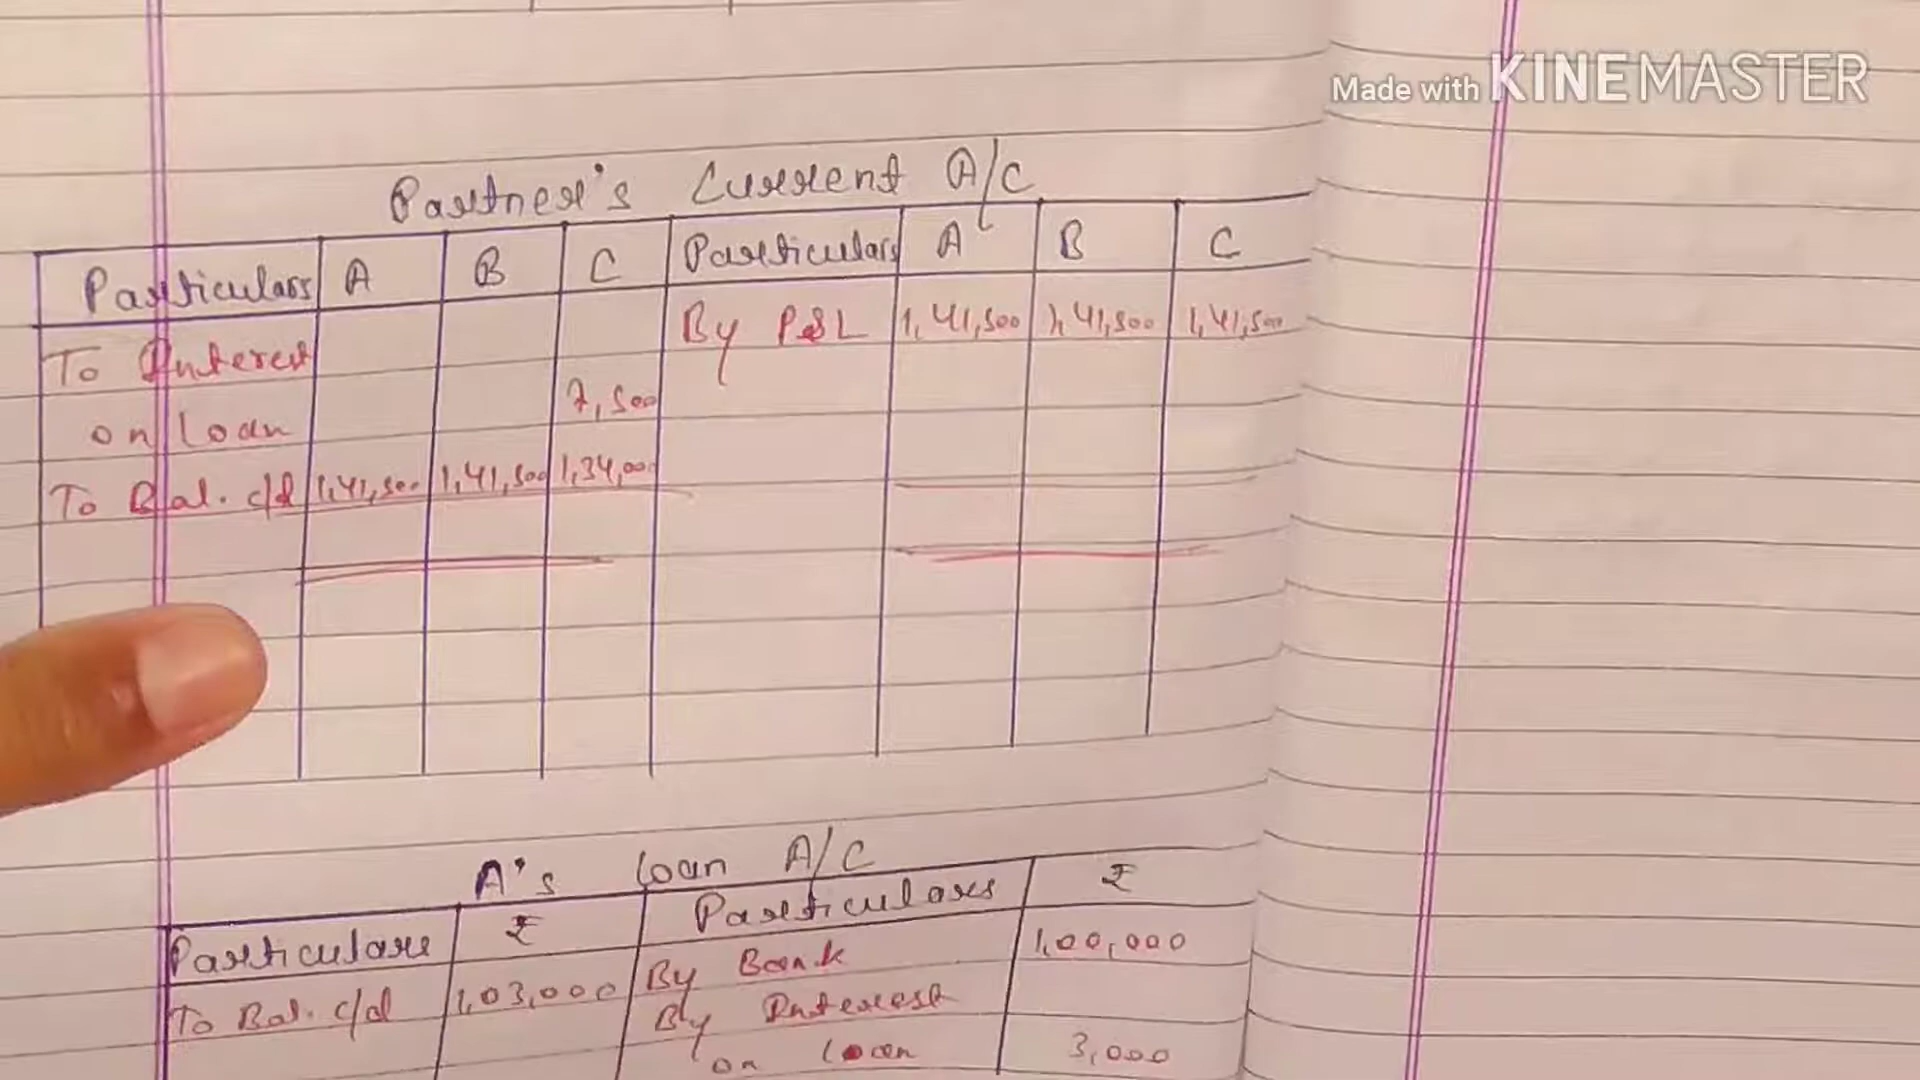 Made with KINEMASTER
Partner's Current A/C
Particulars A B C Particulars A B C
By P&L 1,41,500 1,41,500 1,41,500
To Interest
on loan 7,500
To Bal. c/d 1,41,500 1,41,500 1,34,000
A's loan A/C
Particulars ₹ Particulars ₹
To Bal. c/d 1,03,000 By Bank 1,00,000
By Interest
on loan 3,000